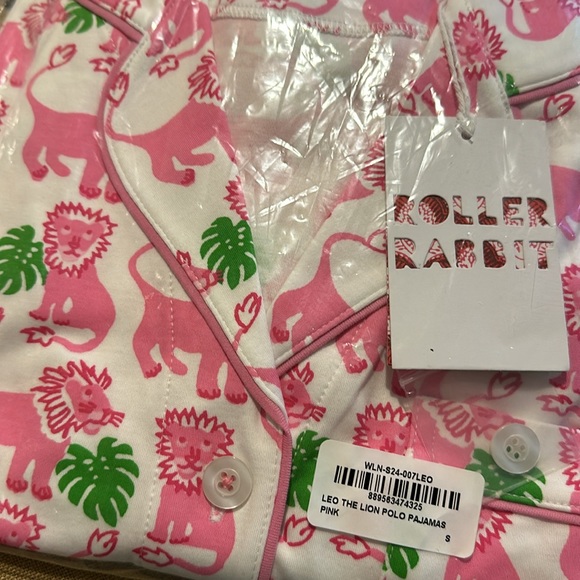 ROLLER
RABBIT
WLN-S24-007LEO
889563474325
LEO THE LION POLO PAJAMAS
PINK
S